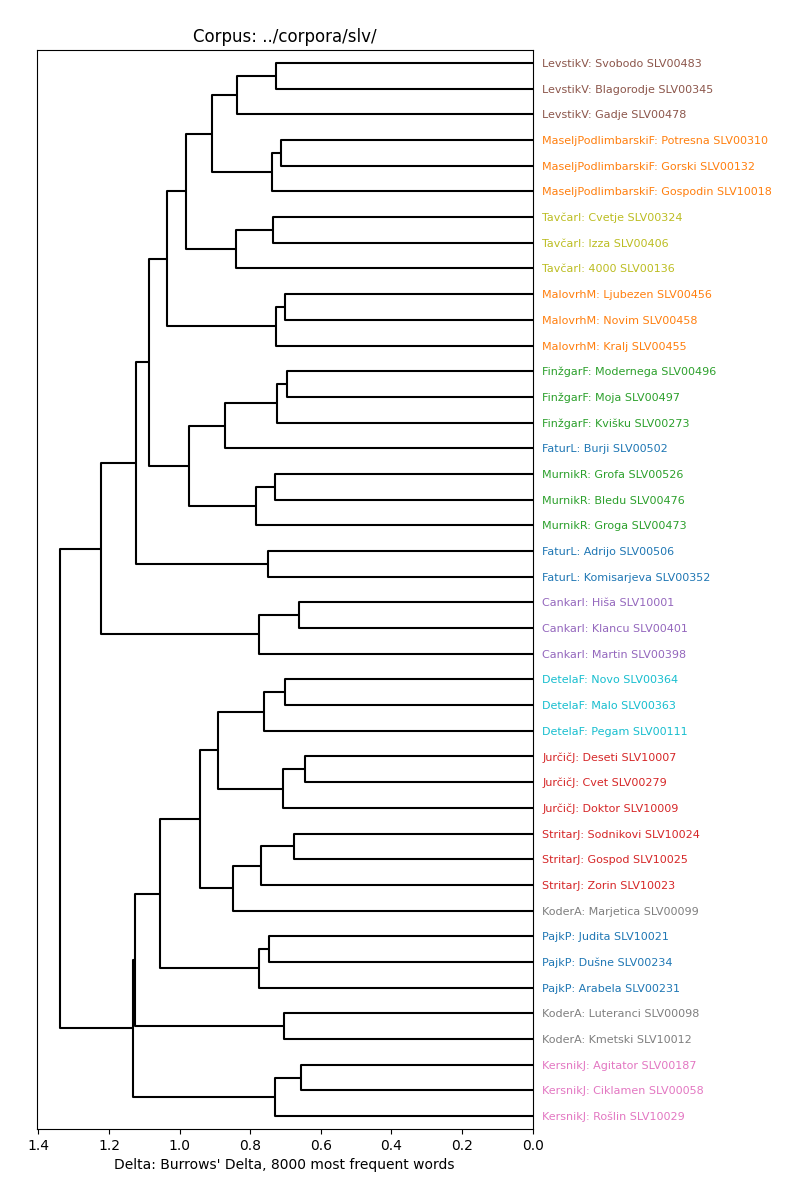 Corpus: ../corpora/slv/
LevstikV: Svobodo SLV00483
LevstikV: Blagorodje SLV00345
LevstikV: Gadje SLV00478
MaseljPodlimbarskiF: Potresna SLV00310
MaseljPodlimbarskiF: Gorski SLV00132
MaseljPodlimbarskiF: Gospodin SLV10018
TavčarI: Cvetje SLV00324
TavčarI: Izza SLV00406
TavčarI: 4000 SLV00136
MalovrhM: Ljubezen SLV00456
MalovrhM: Novim SLV00458
MalovrhM: Kralj SLV00455
FinžgarF: Modernega SLV00496
FinžgarF: Moja SLV00497
FinžgarF: Kvišku SLV00273
FaturL: Burji SLV00502
MurnikR: Grofa SLV00526
MurnikR: Bledu SLV00476
MurnikR: Groga SLV00473
FaturL: Adrijo SLV00506
FaturL: Komisarjeva SLV00352
CankarI: Hiša SLV10001
CankarI: Klancu SLV00401
CankarI: Martin SLV00398
DetelaF: Novo SLV00364
DetelaF: Malo SLV00363
DetelaF: Pegam SLV00111
JurčičJ: Deseti SLV10007
JurčičJ: Cvet SLV00279
JurčičJ: Doktor SLV10009
StritarJ: Sodnikovi SLV10024
StritarJ: Gospod SLV10025
StritarJ: Zorin SLV10023
KoderA: Marjetica SLV00099
PajkP: Judita SLV10021
PajkP: Dušne SLV00234
PajkP: Arabela SLV00231
KoderA: Luteranci SLV00098
KoderA: Kmetski SLV10012
KersnikJ: Agitator SLV00187
KersnikJ: Ciklamen SLV00058
KersnikJ: Rošlin SLV10029
1.4 1.2 1.0 0.8 0.6 0.4 0.2 0.0
Delta: Burrows' Delta, 8000 most frequent words